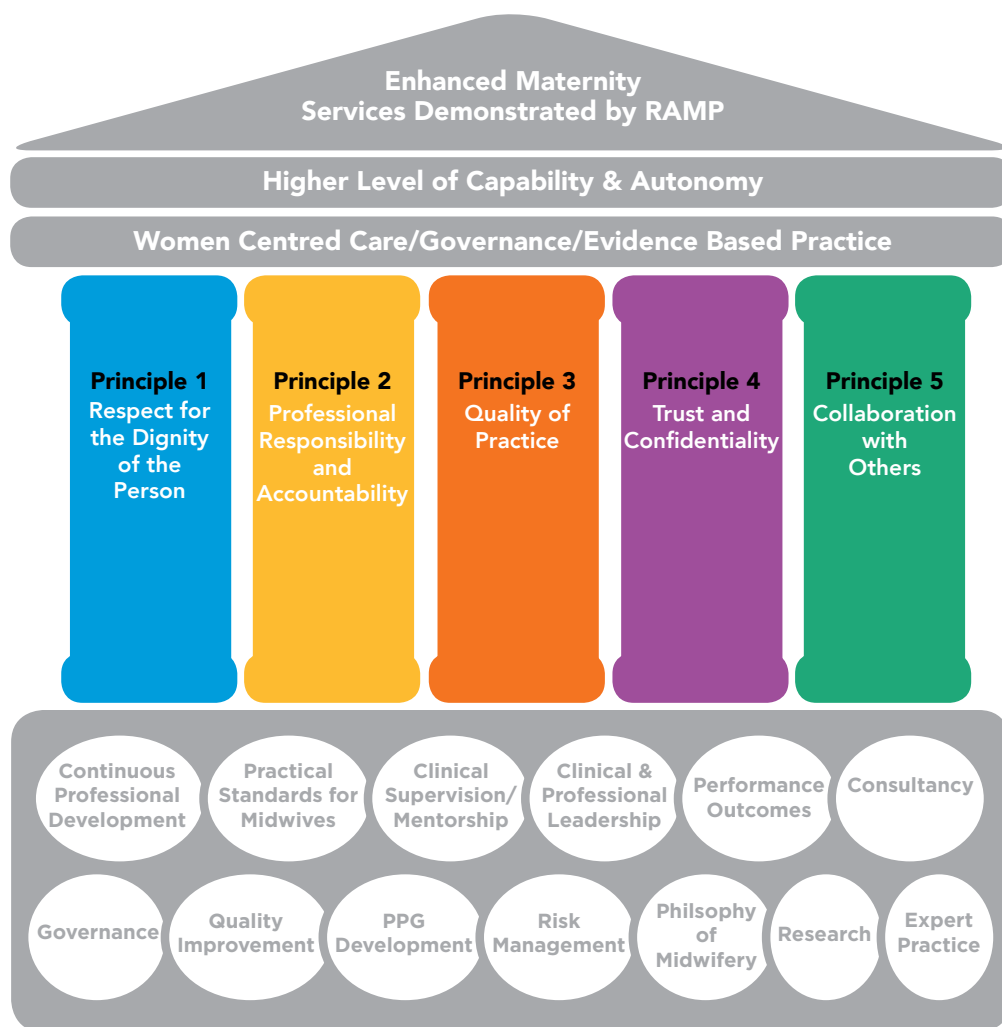 Enhanced Maternity
Services Demonstrated by RAMP
Higher Level of Capability & Autonomy
Women Centred Care/Governance/Evidence Based Practice
Principle 1
Respect for
the Dignity
of the
Person
Principle 2
Professional
Responsibility
and
Accountability
Principle 3
Quality of
Practice
Principle 4
Trust and
Confidentiality
Principle 5
Collaboration
with
Others
Continuous
Professional
Development
Practical
Standards for
Midwives
Clinical
Supervision/
Mentorship
Clinical &
Professional
Leadership
Performance
Outcomes
Consultancy
Governance
Quality
Improvement
PPG
Development
Risk
Management
Philsophy
of
Midwifery
Research
Expert
Practice